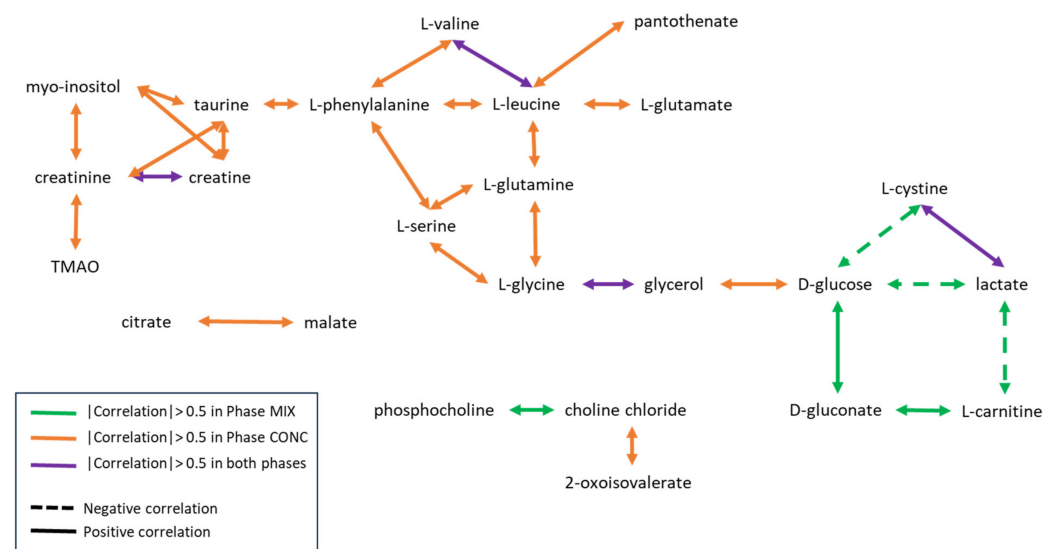 L-valine
pantothenate
myo-inositol
taurine
L-phenylalanine
L-leucine
L-glutamate
creatinine
creatine
L-glutamine
L-cystine
L-serine
TMAO
L-glycine
glycerol
D-glucose
lactate
citrate
malate
phosphocholine
choline chloride
D-gluconate
L-carnitine
2-oxoisovalerate
|Correlation| > 0.5 in Phase MIX
|Correlation| > 0.5 in Phase CONC
|Correlation| > 0.5 in both phases
Negative correlation
Positive correlation